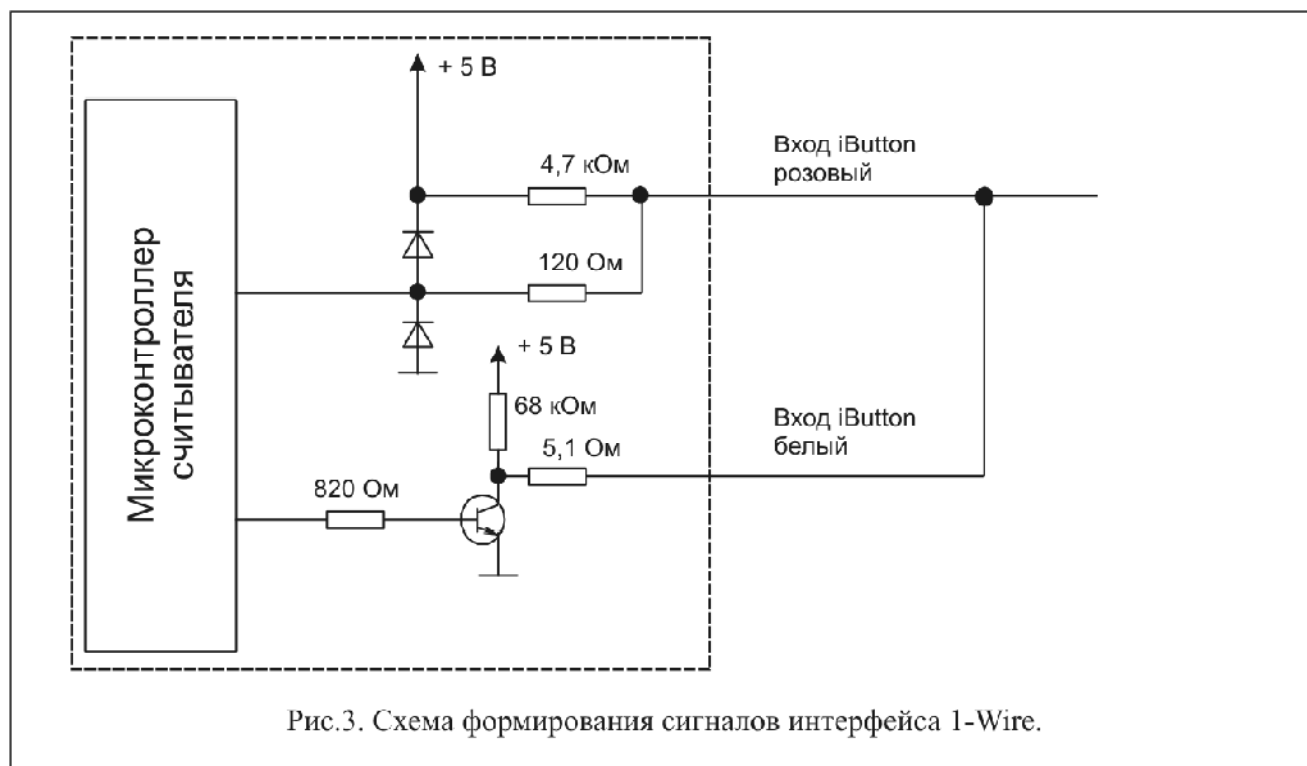 + 5 В
4,7 кОм
Вход iButton
розовый
120 Ом
Микроконтроллер
считывателя
+ 5 В
68 кОм
5,1 Ом
Вход iButton
белый
820 Ом
Рис.3. Схема формирования сигналов интерфейса 1-Wire.